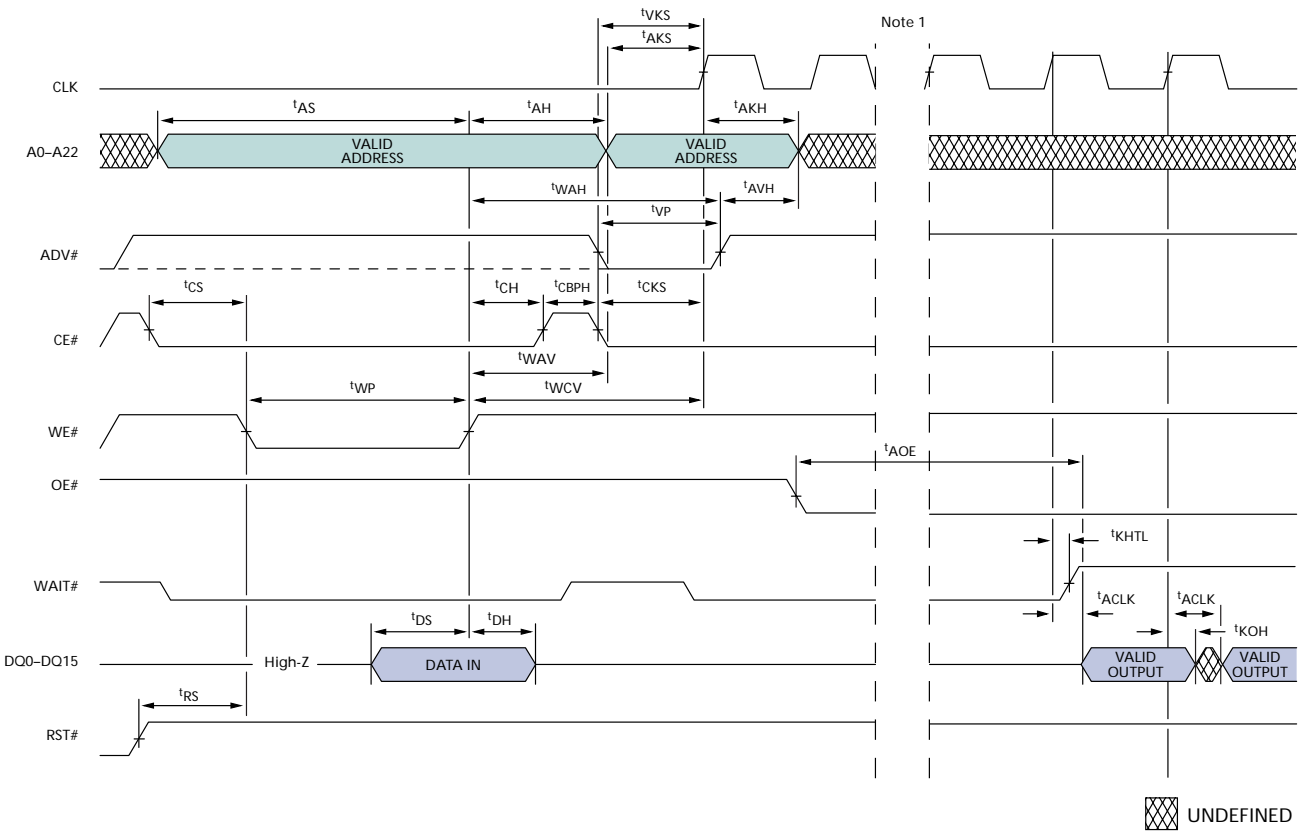 tVKS
Note 1
tAKS
CLK
tAS
tAH
tAKH
A0–A22
VALID
ADDRESS
VALID
ADDRESS
tWAH
tAVH
tVP
ADV#
tCS
tCH
tCBPH
tCKS
CE#
tWAV
tWP
tWCV
WE#
tAOE
OE#
tKHTL
WAIT#
tACLK
tACLK
tDS
tDH
tKOH
DQ0–DQ15
High-Z
DATA IN
VALID
OUTPUT
VALID
OUTPUT
tRS
RST#
UNDEFINED